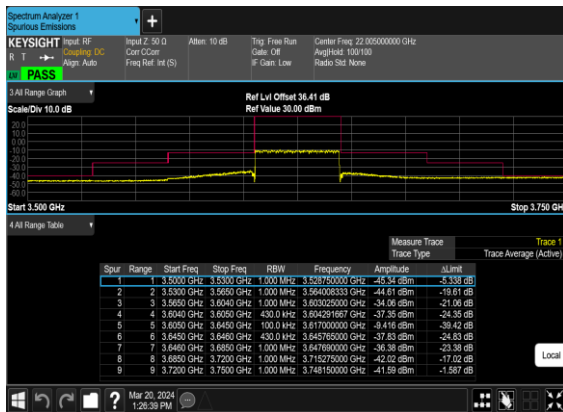 Spectrum Analyzer 1
Spurious Emissions
KEYSIGHT Input: RF Input Z: 50 Ω Atten: 10 dB Trig: Free Run Center Freq: 22.005000000 GHz
R T Coupling: DC Corr CCorr Gate: Off Avg|Hold: 100/100
Align: Auto Freq Ref: Int (S) IF Gain: Low Radio Std: None
PASS
3 All Range Graph
Ref Lvl Offset 36.41 dB
Scale/Div 10.0 dB Ref Value 30.00 dBm
20.0
10.0
0.00
-10.0
-20.0
-30.0
-40.0
-50.0
-60.0
Start 3.500 GHz Stop 3.750 GH
4 All Range Table
Measure Trace Trace 1
Trace Type Trace Average (Active)
Spur Range Start Freq Stop Freq RBW Frequency Amplitude ΔLimit
1 1 3.5000 GHz 3.5300 GHz 1.000 MHz 3.528750000 GHz -45.34 dBm -5.338 dB
2 2 3.5300 GHz 3.5650 GHz 1.000 MHz 3.564008333 GHz -44.61 dBm -19.61 dB
3 3 3.5650 GHz 3.6040 GHz 1.000 MHz 3.603025000 GHz -34.06 dBm -21.06 dB
4 4 3.6040 GHz 3.6050 GHz 430.0 kHz 3.604291667 GHz -37.35 dBm -24.35 dB
5 5 3.6050 GHz 3.6450 GHz 100.0 kHz 3.617000000 GHz -9.416 dBm -39.42 dB
6 6 3.6450 GHz 3.6460 GHz 430.0 kHz 3.645765000 GHz -37.83 dBm -24.83 dB
7 7 3.6460 GHz 3.6850 GHz 1.000 MHz 3.647690000 GHz -36.38 dBm -23.38 dB
8 8 3.6850 GHz 3.7200 GHz 1.000 MHz 3.715275000 GHz -42.02 dBm -17.02 dB
9 9 3.7200 GHz 3.7500 GHz 1.000 MHz 3.748150000 GHz -41.59 dBm -1.587 dB
Local
Mar 20, 2024
1:26:39 PM